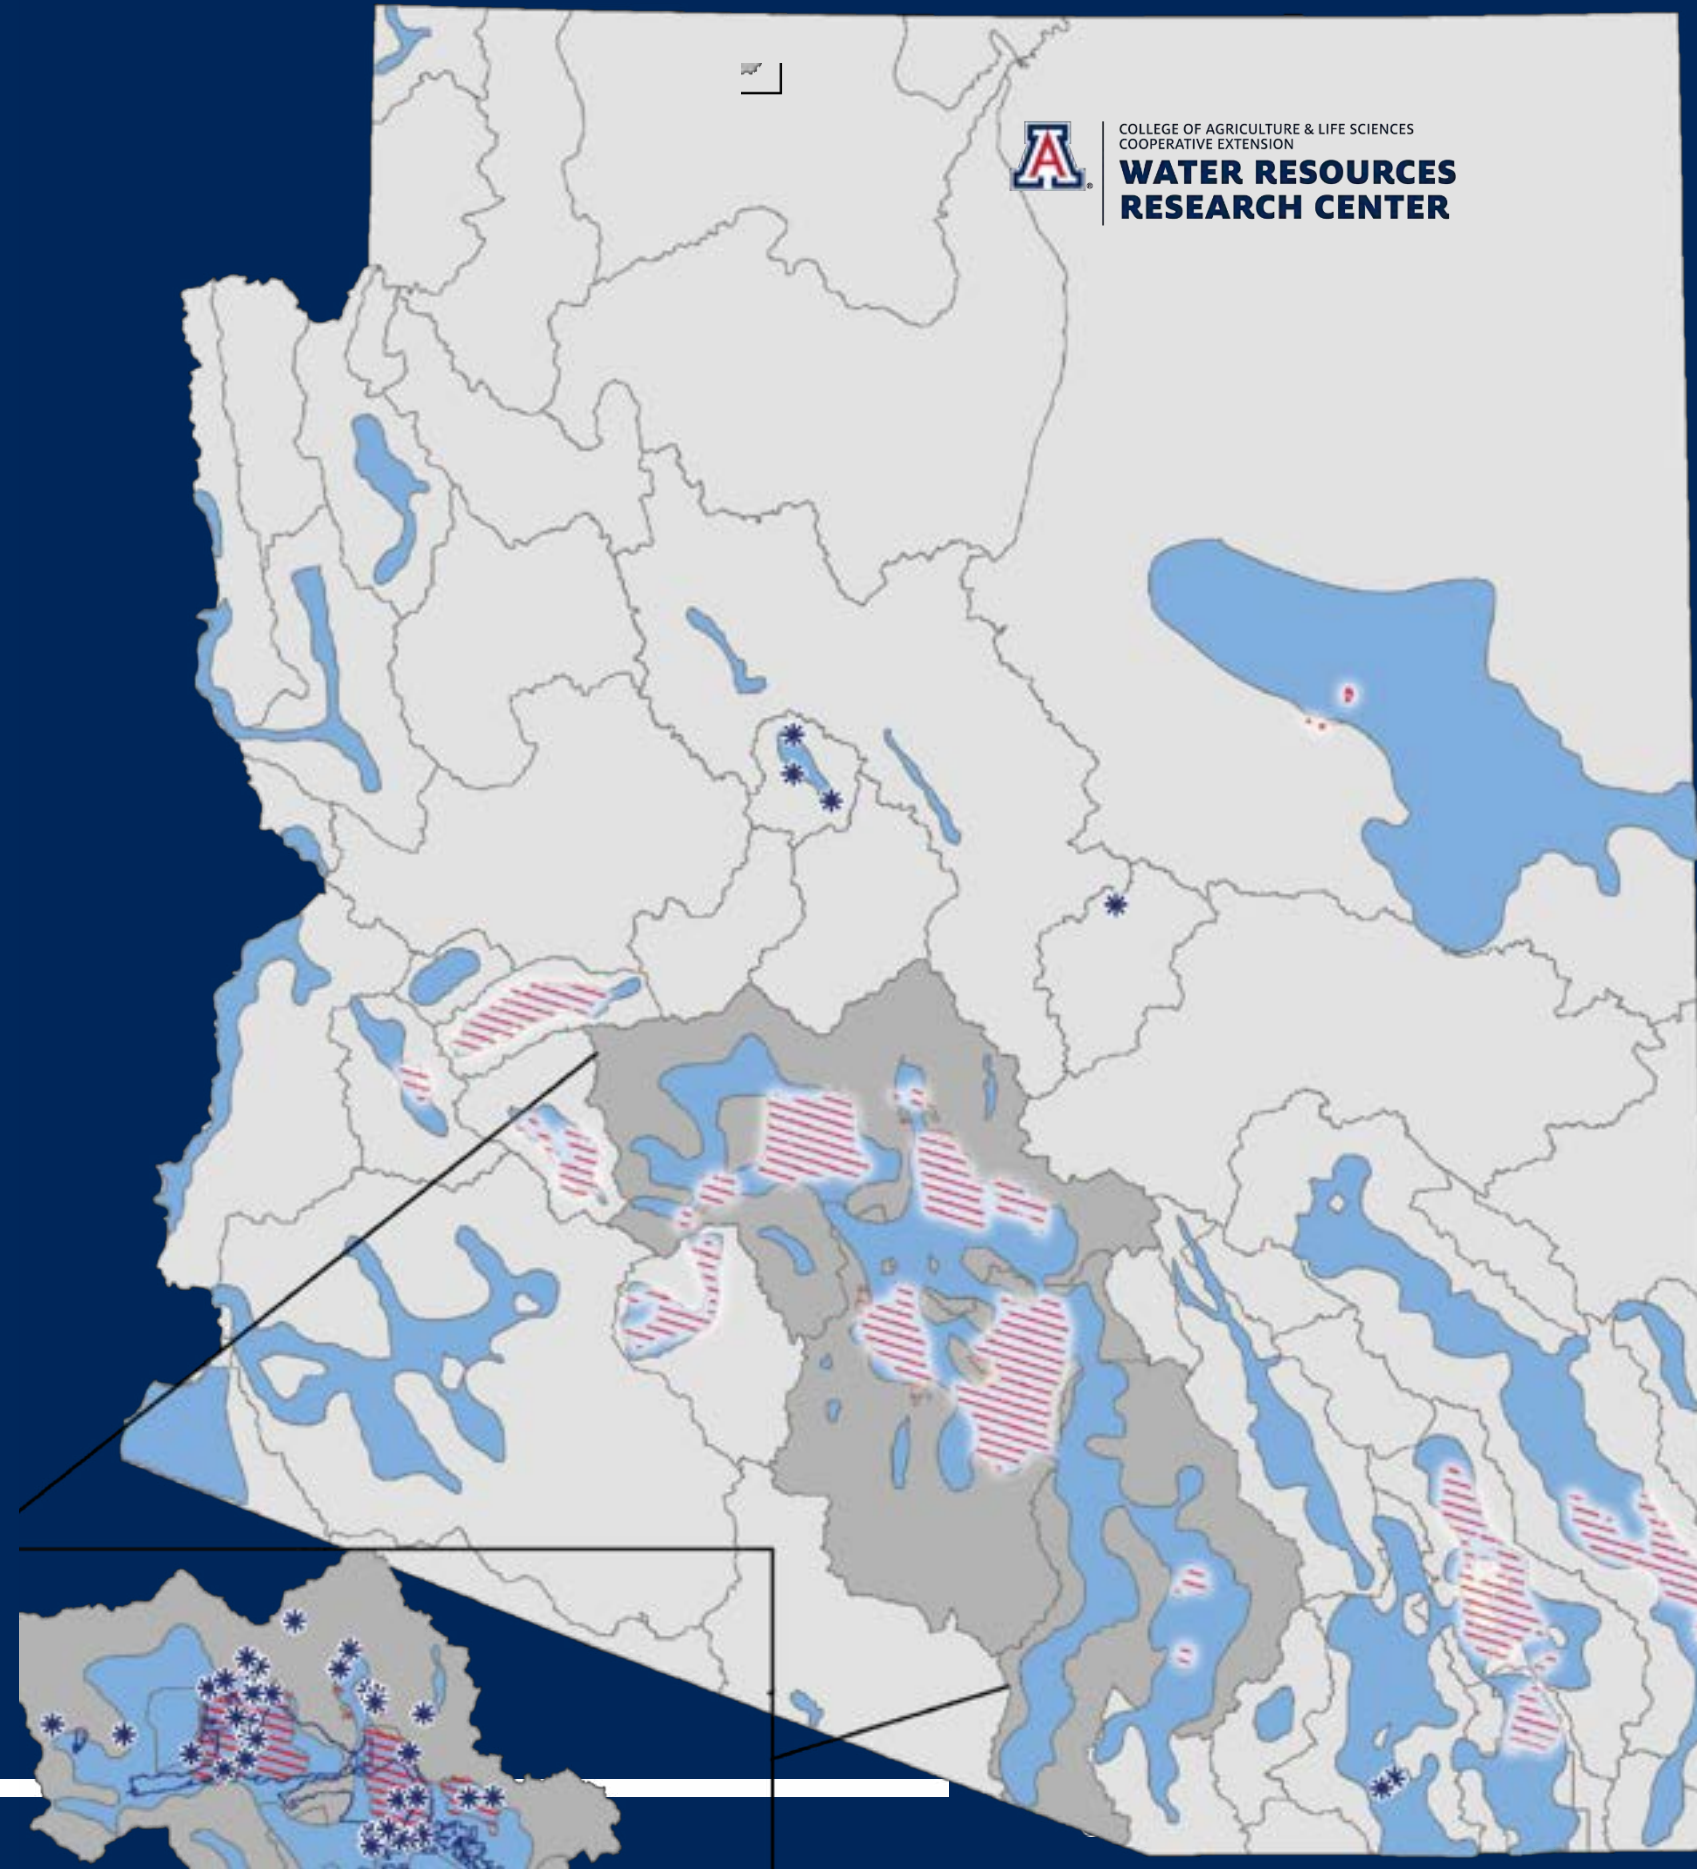 COLLEGE OF AGRICULTURE & LIFE SCIENCES
COOPERATIVE EXTENSION
WATER RESOURCES
RESEARCH CENTER
A